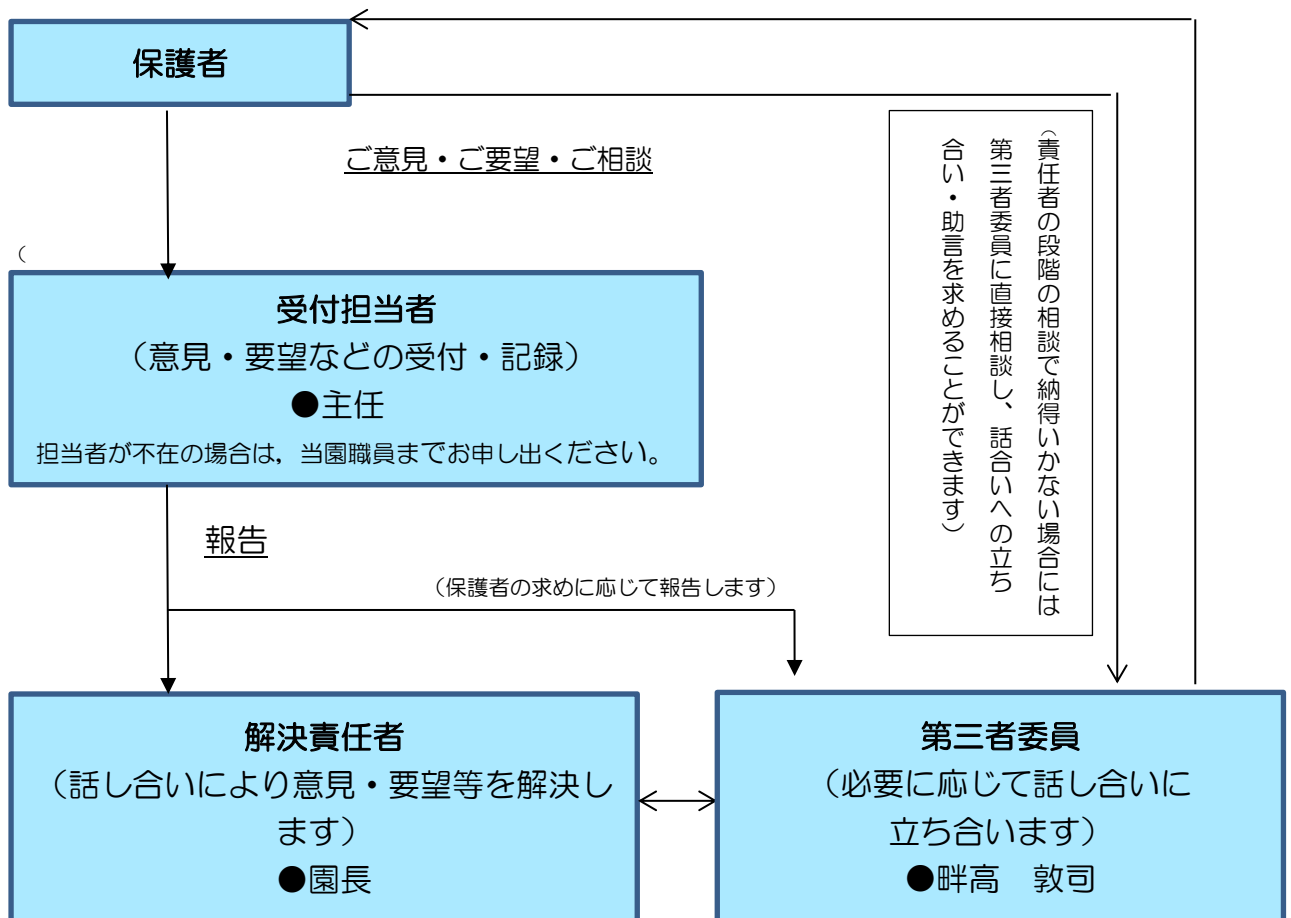 保護者
ご意見・ご要望・ご相談
（責任者の段階の相談で納得いかない場合には
第三者委員に直接相談し、話合いへの立ち
合い・助言を求めることができます）
（
受付担当者
（意見・要望などの受付・記録）
●主任
担当者が不在の場合は，当園職員までお申し出ください。
報告
（保護者の求めに応じて報告します）
解決責任者
（話し合いにより意見・要望等を解決し
ます）
●園長
第三者委員
（必要に応じて話し合いに
立ち合います）
●畔高　敦司